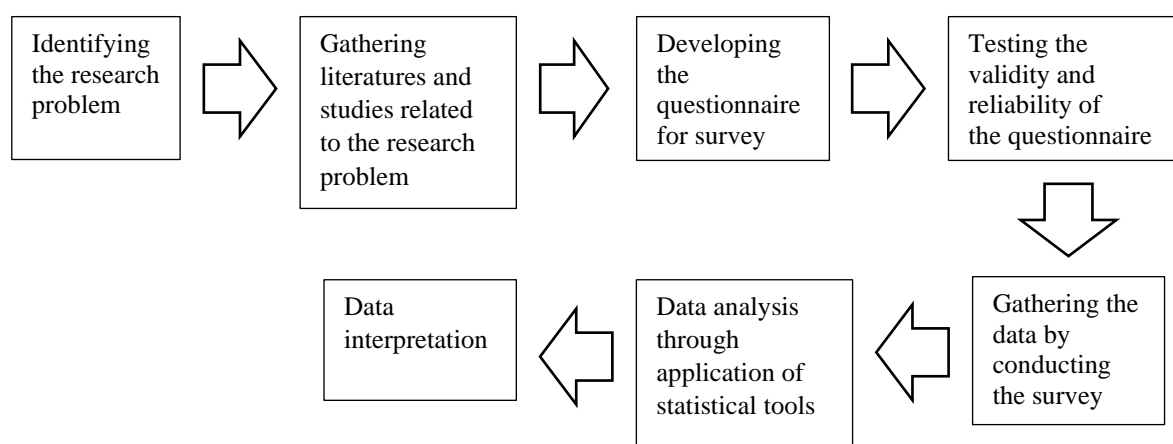 Identifying
the research
problem
Gathering
literatures and
studies related
to the research
problem
Developing
the
questionnaire
for survey
Testing the
validity and
reliability of
the questionnaire
Gathering the
data by
conducting
the survey
Data analysis
through
application of
statistical tools
Data
interpretation